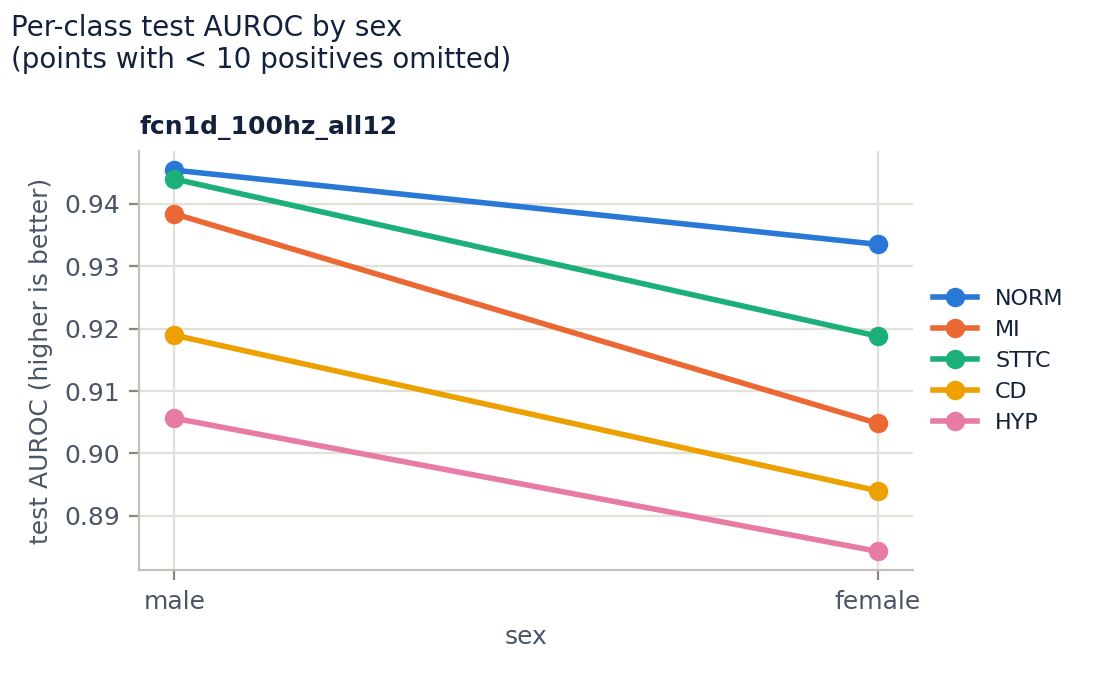 Per-class test AUROC by sex
(points with < 10 positives omitted)
fcn1d_100hz_all12
test AUROC (higher is better)
0.94
0.93
0.92
0.91
0.90
0.89
male
female
sex
NORM
MI
STTC
CD
HYP